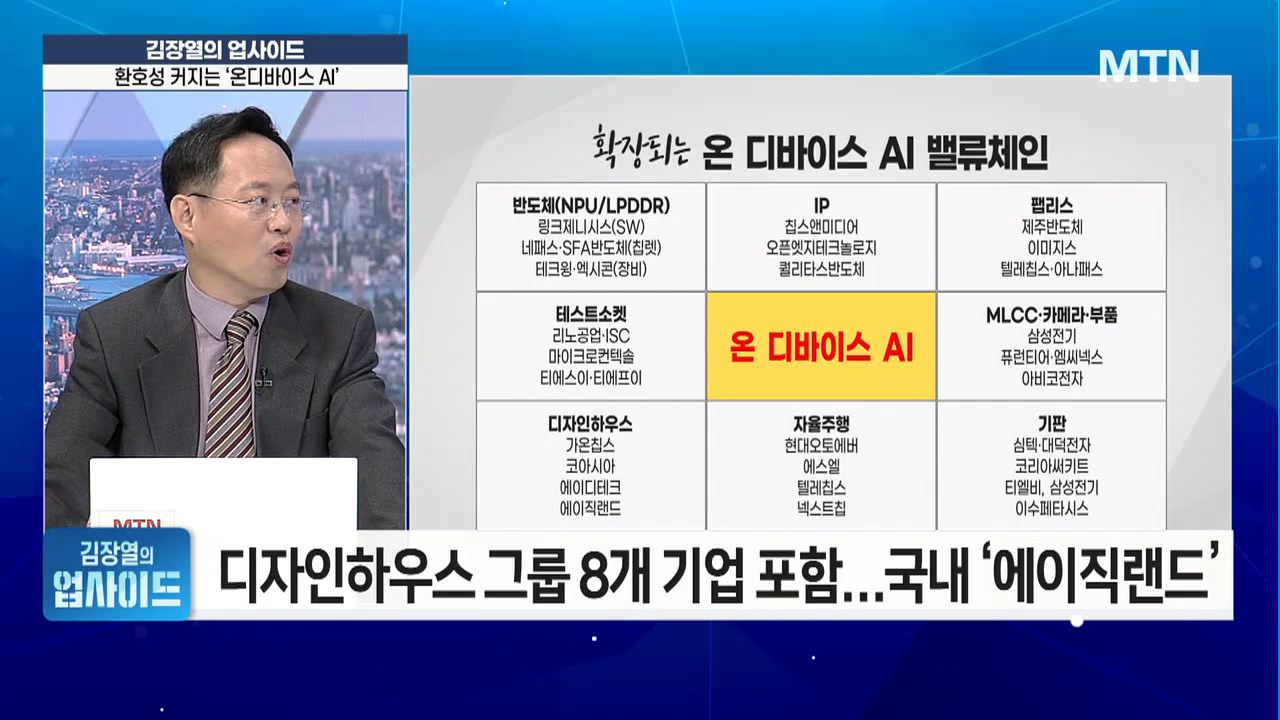 김장열의 업사이드
환호성 커지는 ‘온디바이스 AI’
MTN
확장되는 온 디바이스 AI 밸류체인
반도체(NPU/LPDDR)
링크제니시스(SW)
네패스·SFA반도체(칩렛)
테크윙·엑시콘(장비)
IP
칩스앤미디어
오픈엣지테크놀로지
퀄리타스반도체
팹리스
제주반도체
이미지스
텔레칩스·아나패스
테스트소켓
리노공업·ISC
마이크로컨텍솔
티에스이·티에프이
온 디바이스 AI
MLCC·카메라·부품
삼성전기
퓨런티어·엠씨넥스
아비코전자
디자인하우스
가온칩스
코아시아
에이디테크
에이직랜드
자율주행
현대오토에버
에스엘
텔레칩스
넥스트칩
기판
심텍·대덕전자
코리아써키트
티엘비, 삼성전기
이수페타시스
MTN
김장열의
업사이드
디자인하우스 그룹 8개 기업 포함...국내 ‘에이직랜드’